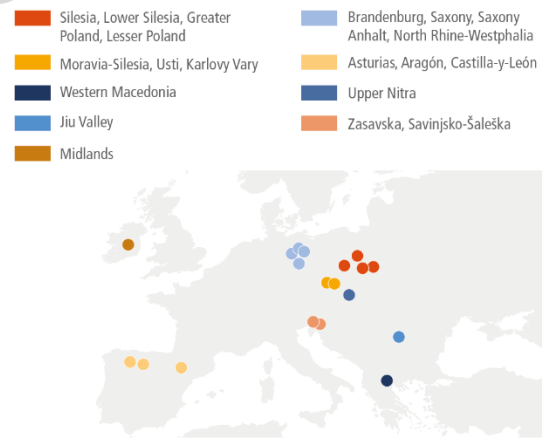 Silesia, Lower Silesia, Greater
Poland, Lesser Poland
Moravia-Silesia, Usti, Karlovy Vary
Western Macedonia
Jiu Valley
Midlands
Brandenburg, Saxony, Saxony
Anhalt, North Rhine-Westphalia
Asturias, Aragón, Castilla-y-León
Upper Nitra
Zasavska, Savinjsko-Šaleška